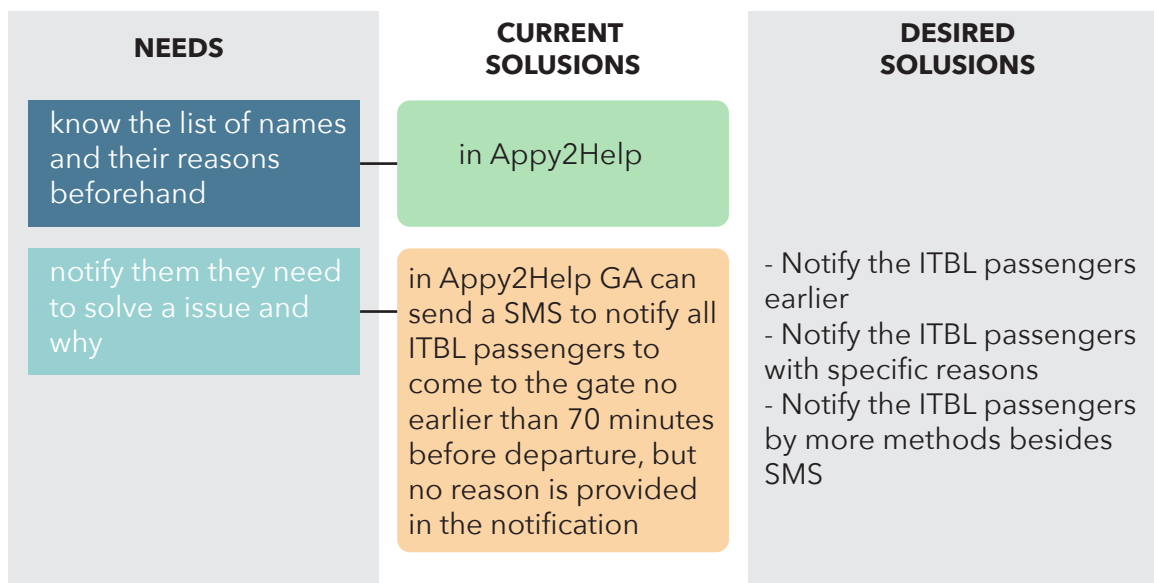 NEEDS
CURRENT
SOLUSIONS
DESIRED
SOLUSIONS
know the list of names
and their reasons
beforehand
in Appy2Help
notify them they need
to solve a issue and
why
in Appy2Help GA can
send a SMS to notify all
ITBL passengers to
come to the gate no
earlier than 70 minutes
before departure, but
no reason is provided
in the notification
- Notify the ITBL passengers
earlier
- Notify the ITBL passengers
with specific reasons
- Notify the ITBL passengers
by more methods besides
SMS